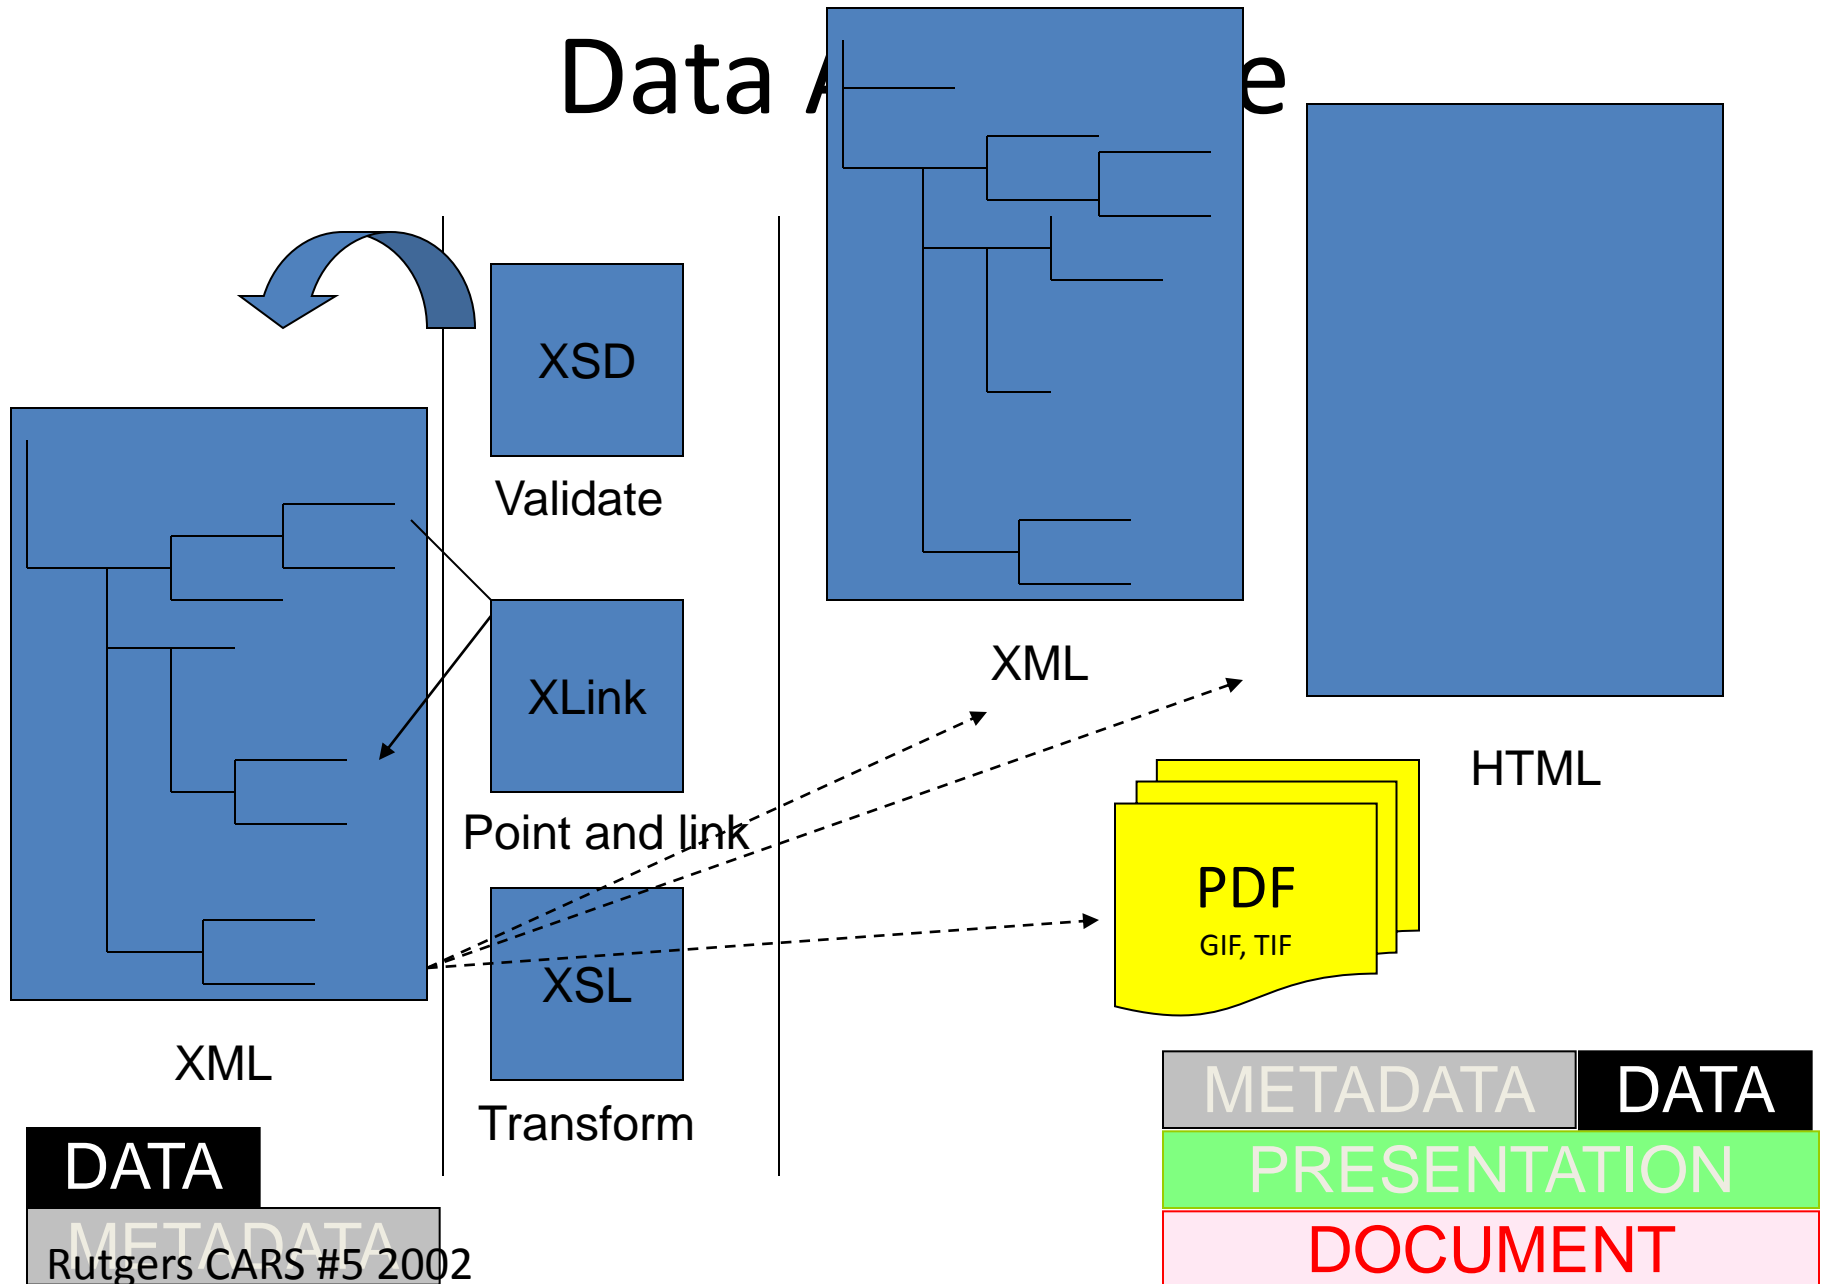 Data A e
XSD
Validate
XLink
Point and link
XSL
Transform
XML
DATA
METADATA
Rutgers CARS #5 2002
XML
HTML
PDF
GIF, TIF
METADATA DATA
PRESENTATION
DOCUMENT